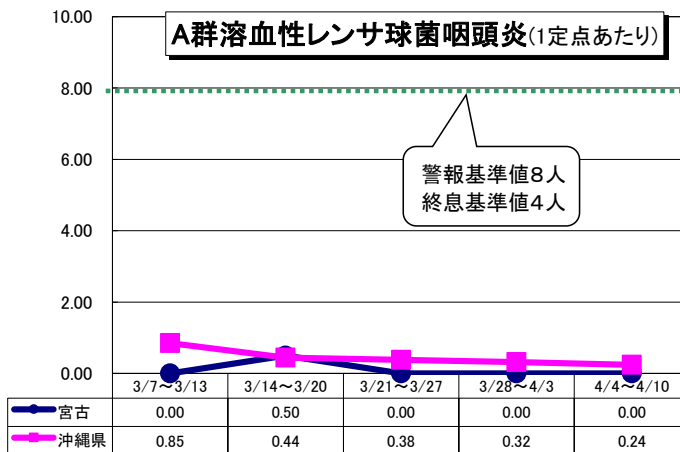 A群溶血性レンサ球菌咽頭炎(1定点あたり)
10.00
8.00
6.00
4.00
2.00
0.00
警報基準値8人
終息基準値4人
3/7～3/13 3/14～3/20 3/21～3/27 3/28～4/3 4/4～4/10
宮古 0.00 0.50 0.00 0.00 0.00
沖縄県 0.85 0.44 0.38 0.32 0.24